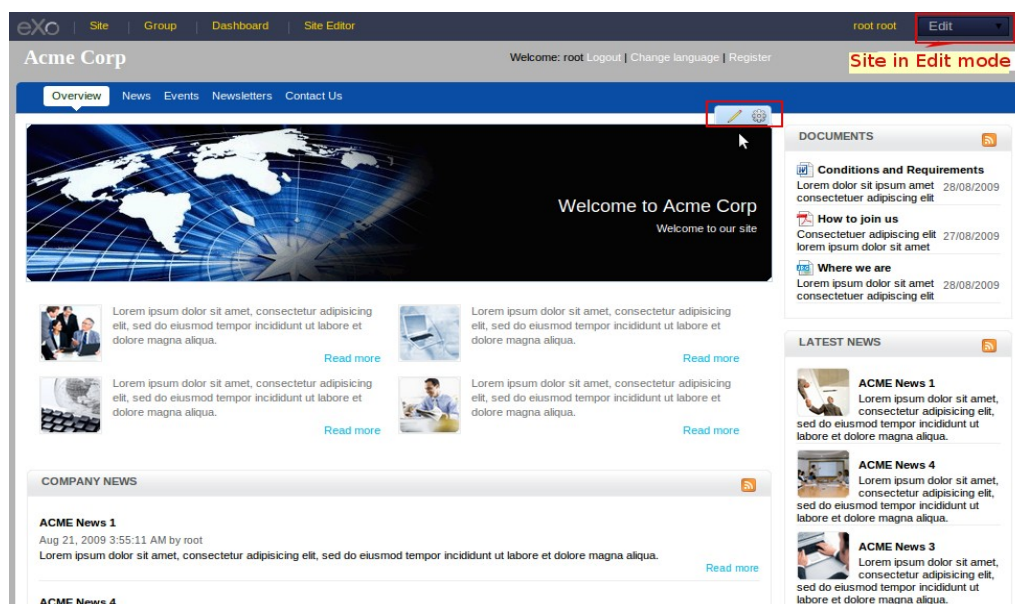 eXo | Site | Group | Dashboard | Site Editor
root root Edit
Site in Edit mode
Acme Corp
Welcome: root Logout | Change language | Register
Overview News Events Newsletters Contact Us
Welcome to Acme Corp
Welcome to our site
Lorem ipsum dolor sit amet, consectetur adipisicing
elit, sed do eiusmod tempor incididunt ut labore et
dolore magna aliqua.
Read more
Lorem ipsum dolor sit amet, consectetur adipisicing
elit, sed do eiusmod tempor incididunt ut labore et
dolore magna aliqua.
Read more
Lorem ipsum dolor sit amet, consectetur adipisicing
elit, sed do eiusmod tempor incididunt ut labore et
dolore magna aliqua.
Read more
Lorem ipsum dolor sit amet, consectetur adipisicing
elit, sed do eiusmod tempor incididunt ut labore et
dolore magna aliqua.
Read more
COMPANY NEWS
ACME News 1
Aug 21, 2009 3:55:11 AM by root
Lorem ipsum dolor sit amet, consectetur adipisicing elit, sed do eiusmod tempor incididunt ut labore et dolore magna aliqua.
Read more
ACME News 4
DOCUMENTS
Conditions and Requirements
Lorem dolor sit ipsum amet 28/08/2009
consectetuer adipiscing elit
How to join us
Consectetuer adipiscing elit 27/08/2009
lorem ipsum dolor sit amet
Where we are
Lorem ipsum dolor sit amet 28/08/2009
consectetuer adipiscing elit
LATEST NEWS
ACME News 1
Lorem ipsum dolor sit amet,
consectetur adipisicing elit,
sed do eiusmod tempor incididunt ut
labore et dolore magna aliqua.
ACME News 4
Lorem ipsum dolor sit amet,
consectetur adipisicing elit,
sed do eiusmod tempor incididunt ut
labore et dolore magna aliqua.
ACME News 3
Lorem ipsum dolor sit amet,
consectetur adipisicing elit,
sed do eiusmod tempor incididunt ut
labore et dolore magna aliqua.